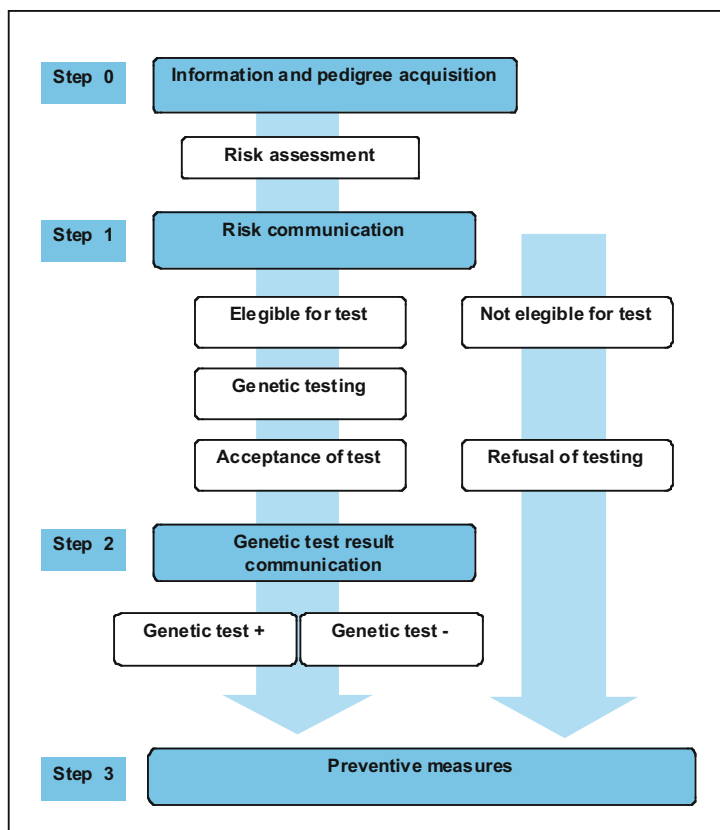 Step 0
Information and pedigree acquisition
Risk assessment
Step 1
Risk communication
Elegible for test
Not elegible for test
Genetic testing
Acceptance of test
Refusal of testing
Step 2
Genetic test result
communication
Genetic test +
Genetic test -
Step 3
Preventive measures